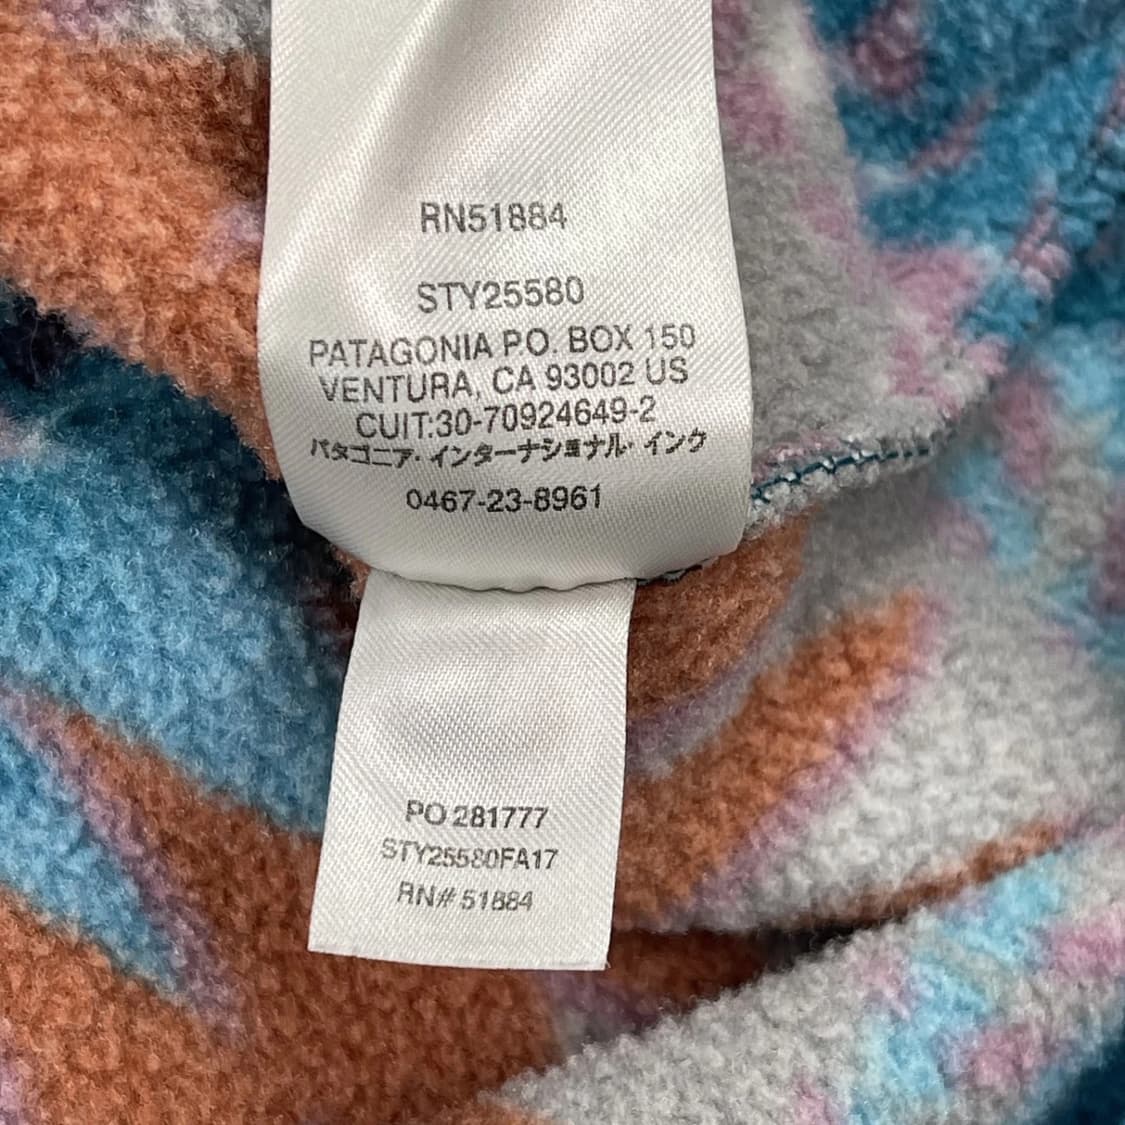 RN51884
STY25580
PATAGONIA P.O. BOX 150
VENTURA, CA 93002 US
CUIT:30-70924649-2
パタゴニア・インターナショナル・インク
0467-23-8961
PO 281777
STY25580FA17
RN# 51884